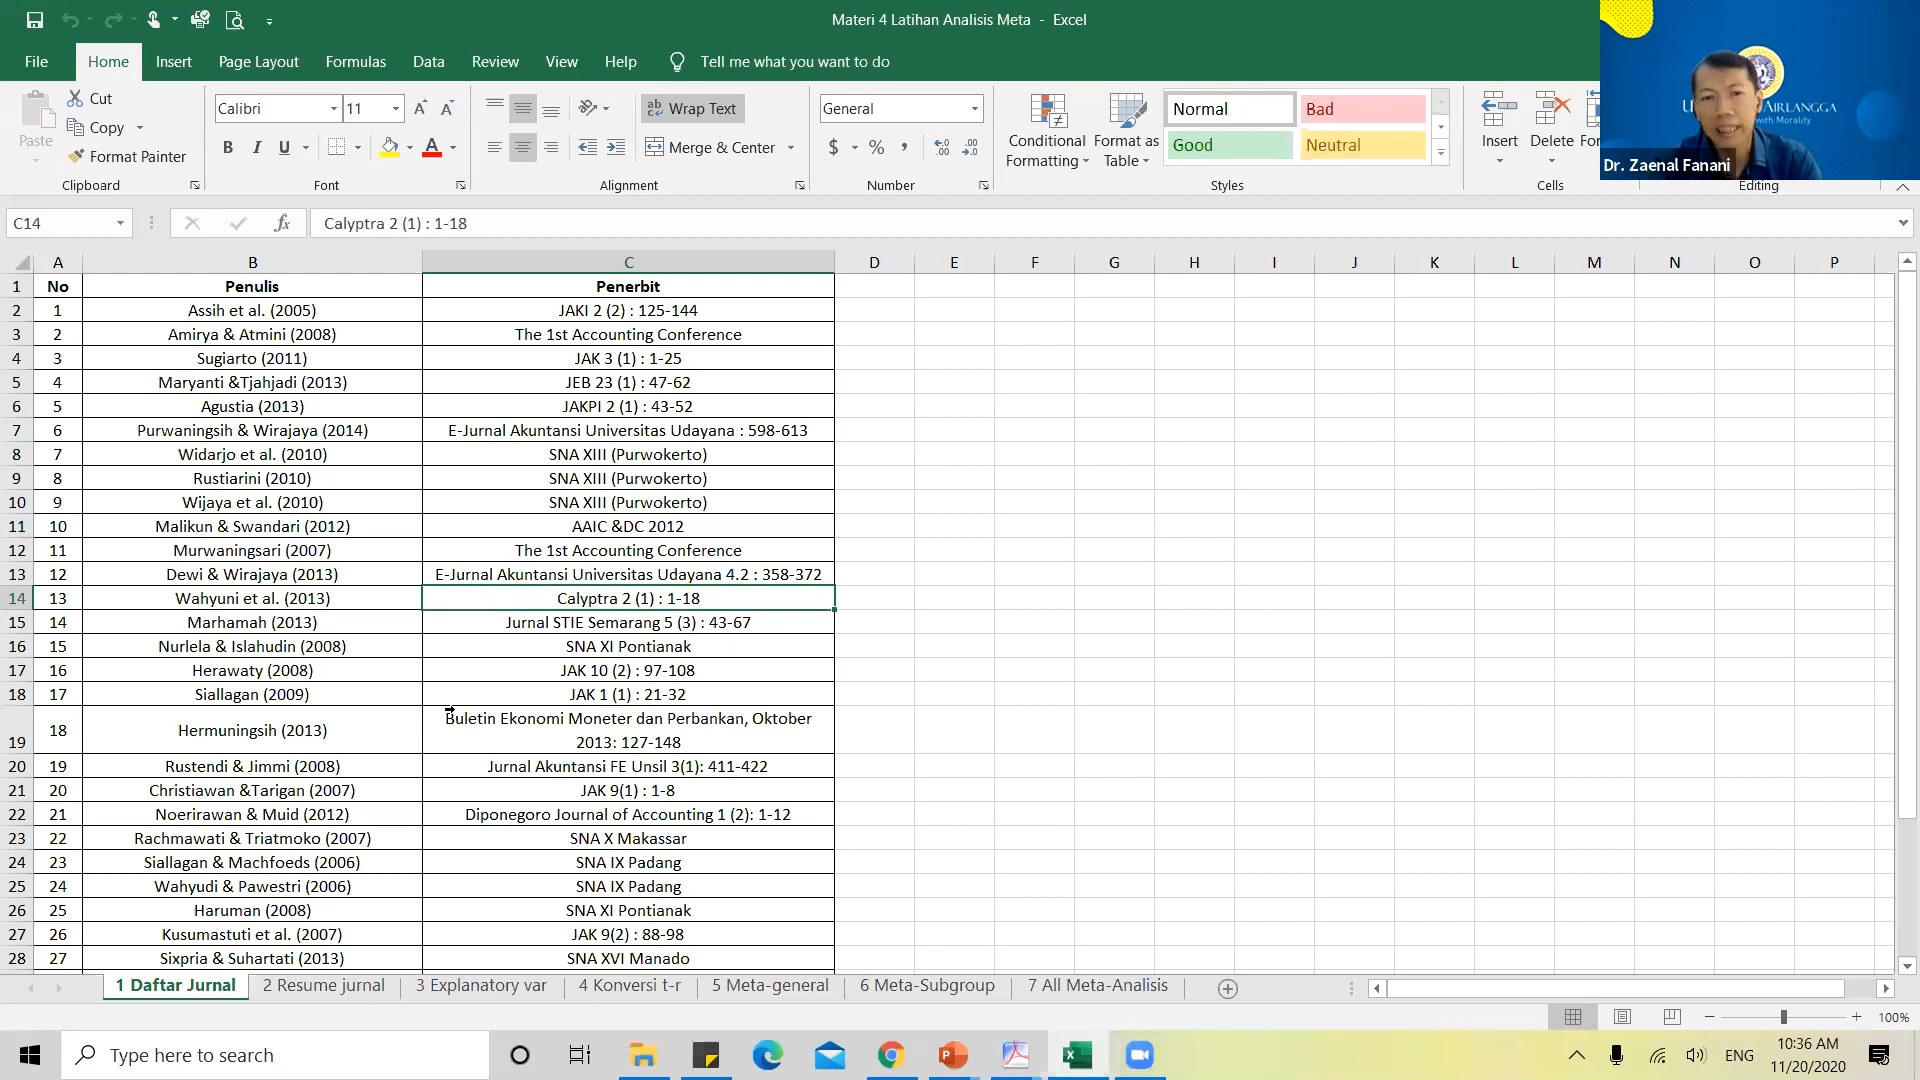 Materi 4 Latihan Analisis Meta - Excel
File Home Insert Page Layout Formulas Data Review View Help Tell me what you want to do
Cut
Copy
Format Painter
Paste
Clipboard
Calibri 11
B I U
Font
Wrap Text
Merge & Center
Alignment
General
$ % ,
Number
Conditional Formatting
Format as Table
Normal Bad
Good Neutral
Styles
Insert Delete
Cells
Editing
AIRLANGGA
with Morality
Dr. Zaenal Fanani
C14 fx Calyptra 2 (1) : 1-18
A B C D E F G H I J K L M N O P
1 No Penulis Penerbit
2 1 Assih et al. (2005) JAKI 2 (2) : 125-144
3 2 Amirya & Atmini (2008) The 1st Accounting Conference
4 3 Sugiarto (2011) JAK 3 (1) : 1-25
5 4 Maryanti &Tjahjadi (2013) JEB 23 (1) : 47-62
6 5 Agustia (2013) JAKPI 2 (1) : 43-52
7 6 Purwaningsih & Wirajaya (2014) E-Jurnal Akuntansi Universitas Udayana : 598-613
8 7 Widarjo et al. (2010) SNA XIII (Purwokerto)
9 8 Rustiarini (2010) SNA XIII (Purwokerto)
10 9 Wijaya et al. (2010) SNA XIII (Purwokerto)
11 10 Malikun & Swandari (2012) AAIC &DC 2012
12 11 Murwaningsari (2007) The 1st Accounting Conference
13 12 Dewi & Wirajaya (2013) E-Jurnal Akuntansi Universitas Udayana 4.2 : 358-372
14 13 Wahyuni et al. (2013) Calyptra 2 (1) : 1-18
15 14 Marhamah (2013) Jurnal STIE Semarang 5 (3) : 43-67
16 15 Nurlela & Islahudin (2008) SNA XI Pontianak
17 16 Herawaty (2008) JAK 10 (2) : 97-108
18 17 Siallagan (2009) JAK 1 (1) : 21-32
19 18 Hermuningsih (2013) Buletin Ekonomi Moneter dan Perbankan, Oktober
2013: 127-148
20 19 Rustendi & Jimmi (2008) Jurnal Akuntansi FE Unsil 3(1): 411-422
21 20 Christiawan &Tarigan (2007) JAK 9(1) : 1-8
22 21 Noerirawan & Muid (2012) Diponegoro Journal of Accounting 1 (2): 1-12
23 22 Rachmawati & Triatmoko (2007) SNA X Makassar
24 23 Siallagan & Machfoeds (2006) SNA IX Padang
25 24 Wahyudi & Pawestri (2006) SNA IX Padang
26 25 Haruman (2008) SNA XI Pontianak
27 26 Kusumastuti et al. (2007) JAK 9(2) : 88-98
28 27 Sixpria & Suhartati (2013) SNA XVI Manado
1 Daftar Jurnal 2 Resume jurnal 3 Explanatory var 4 Konversi t-r 5 Meta-general 6 Meta-Subgroup 7 All Meta-Analisis
100%
Type here to search
ENG
10:36 AM
11/20/2020